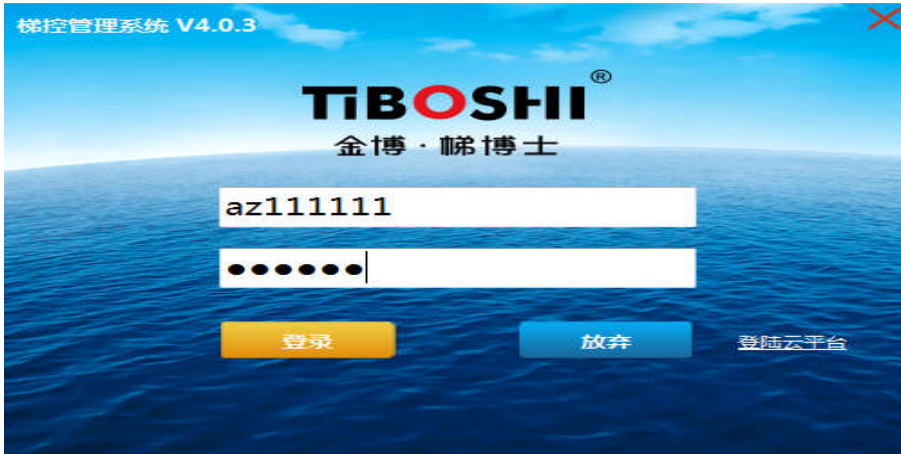 梯控管理系统 V4.0.3
TiBOSHI®
金博·梯博士
az111111
●●●●●●
登录
放弃
登陆云平台